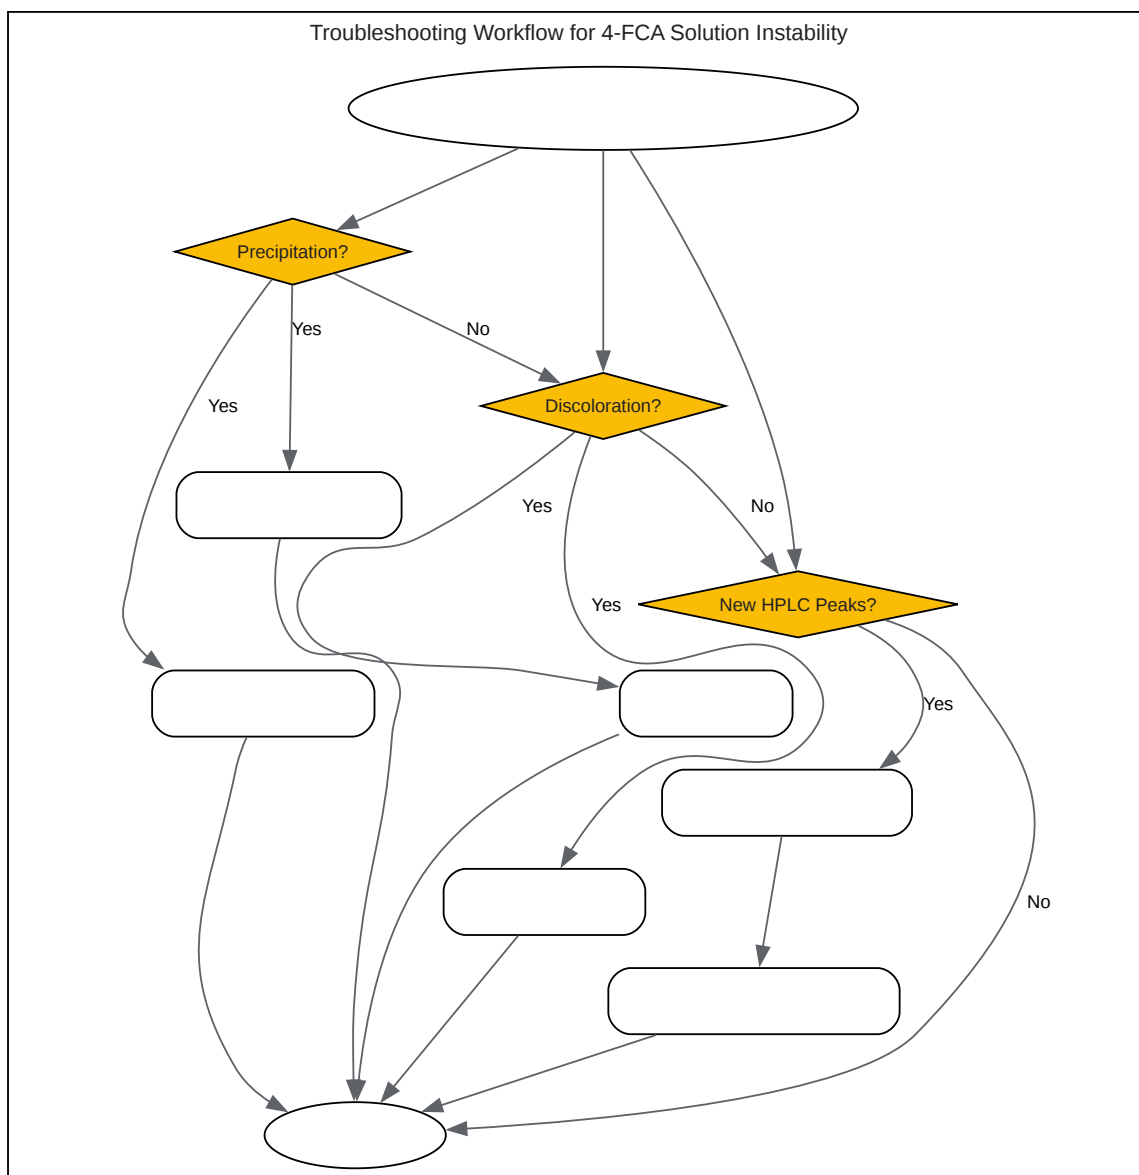 Troubleshooting Workflow for 4-FCA Solution Instability
Precipitation?
Yes
No
Yes
Discoloration?
Yes
No
Yes
New HPLC Peaks?
Yes
No